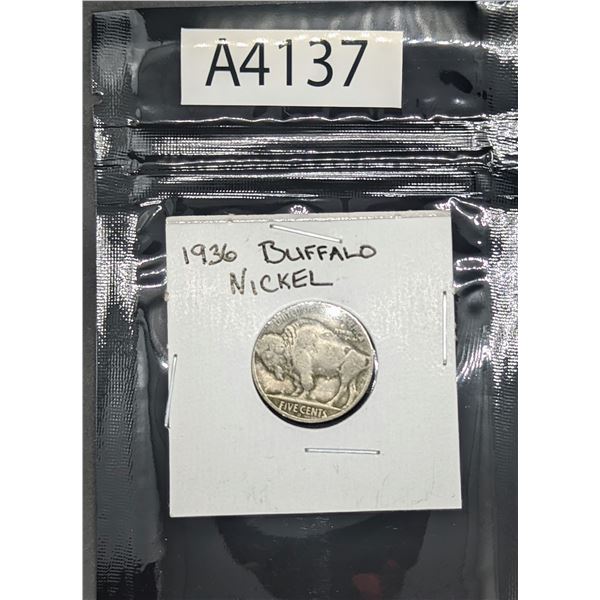 A4137
1936 BUFFALO
NICKEL
FIVE CENTS